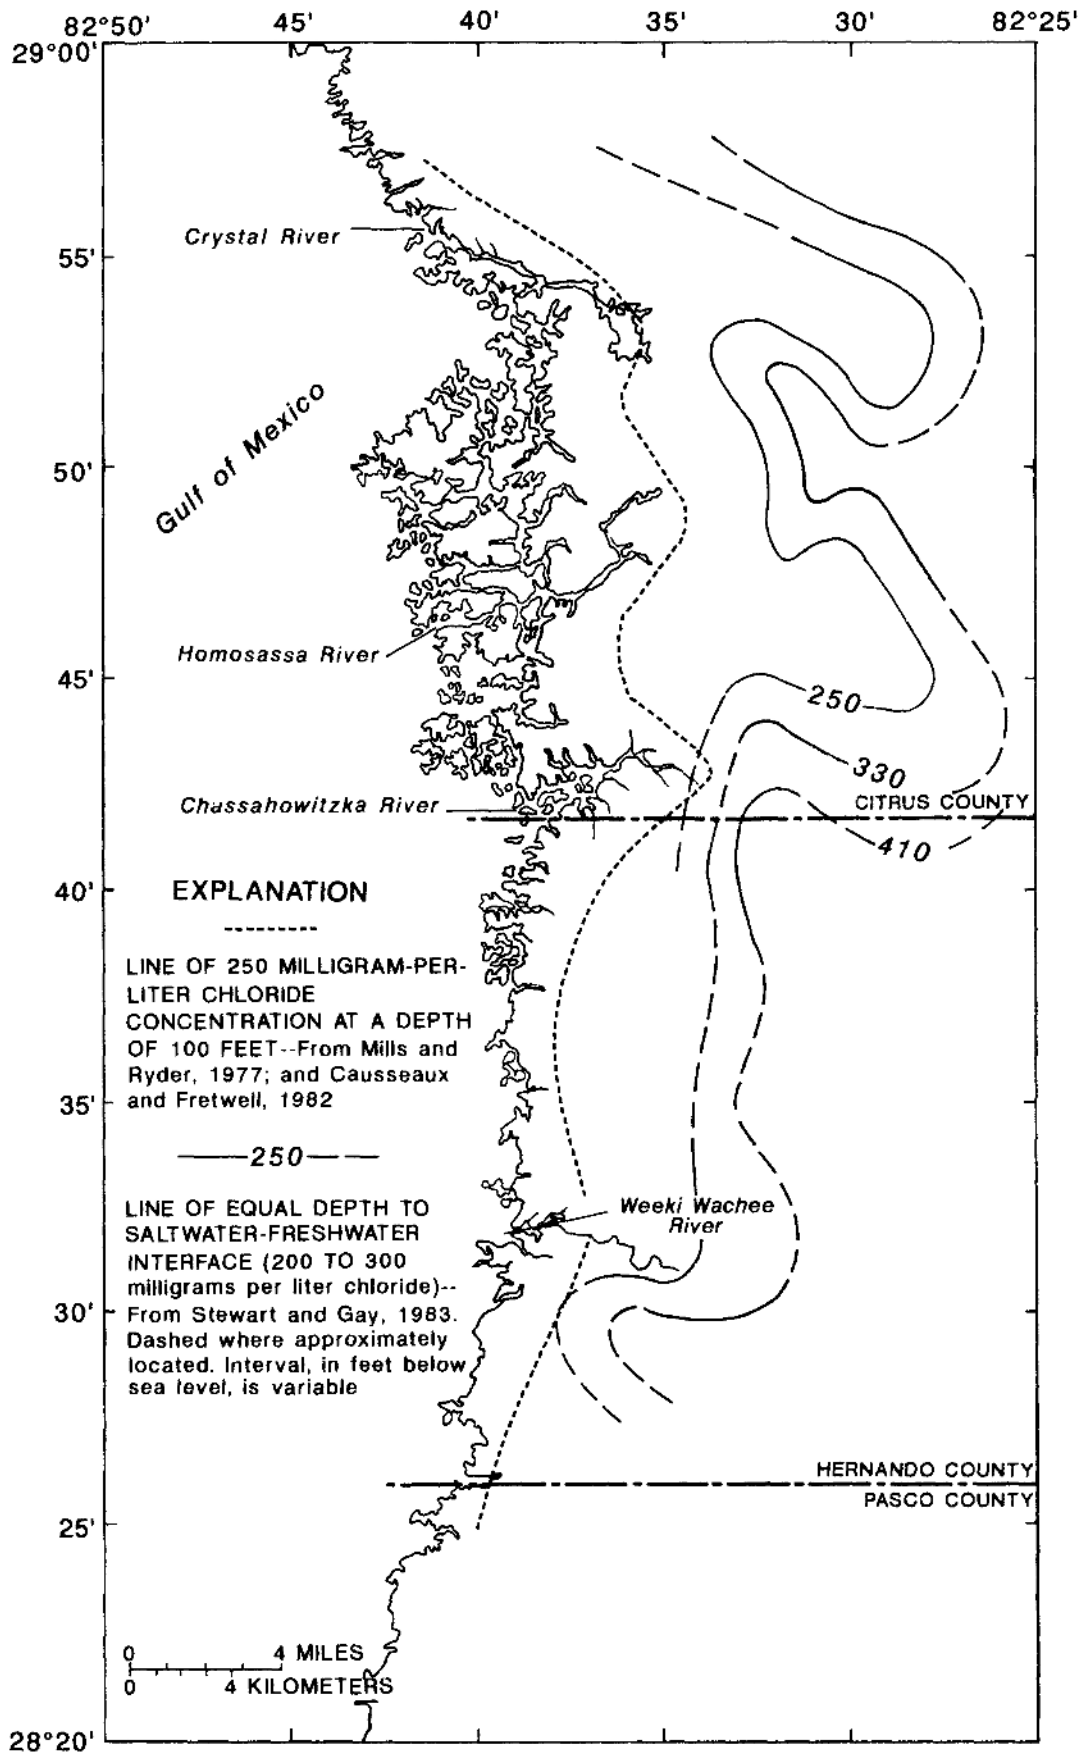 82°50' 45' 40' 35' 30' 82°25'
29°00'
Crystal River
55'
Gulf of Mexico
50'
Homosassa River
45'
250
330
Chassahowitzka River
CITRUS COUNTY
410
40'
EXPLANATION
LINE OF 250 MILLIGRAM-PER-
LITER CHLORIDE
CONCENTRATION AT A DEPTH
OF 100 FEET--From Mills and
Ryder, 1977; and Causseaux
and Fretwell, 1982
35'
250
LINE OF EQUAL DEPTH TO
SALTWATER-FRESHWATER
INTERFACE (200 TO 300
milligrams per liter chloride)--
From Stewart and Gay, 1983.
Dashed where approximately
located. Interval, in feet below
sea level, is variable
Weeki Wachee
River
30'
HERNANDO COUNTY
PASCO COUNTY
25'
0 4 MILES
0 4 KILOMETERS
28°20'